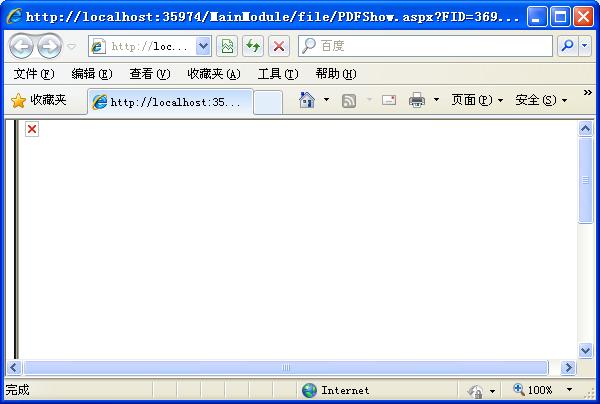 http://localhost:35974/MainModule/file/PDFShow.aspx?FID=369...
http://loc...
百度
文件(F) 编辑(E) 查看(V) 收藏夹(A) 工具(T) 帮助(H)
收藏夹 http://localhost:35... 页面(P) 安全(S) »
完成 Internet 100%